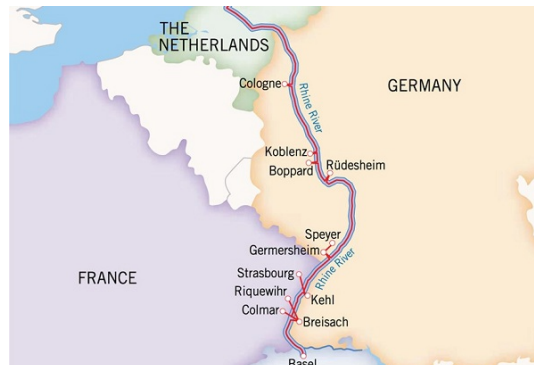 THE
NETHERLANDS
Cologne
Rhine River
GERMANY
Koblenz
Boppard
Rüdesheim
Speyer
Germersheim
Rhine River
Strasbourg
FRANCE
Riquewihr
Kehl
Colmar
Breisach
Basel